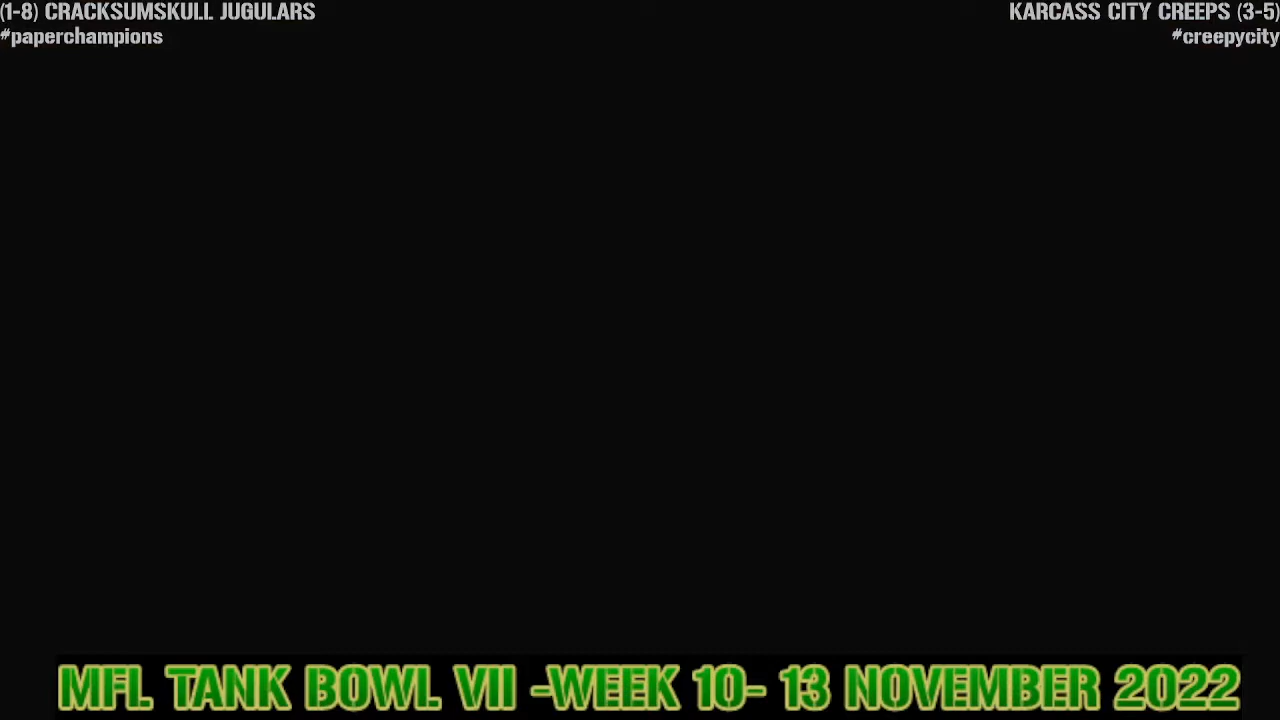 (1-8) CRACKSUMSKULL JUGULARS
#paperchampions
KARCASS CITY CREEPS (3-5)
#creepycity
MFL TANK BOWL VII -WEEK 10- 13 NOVEMBER 2022